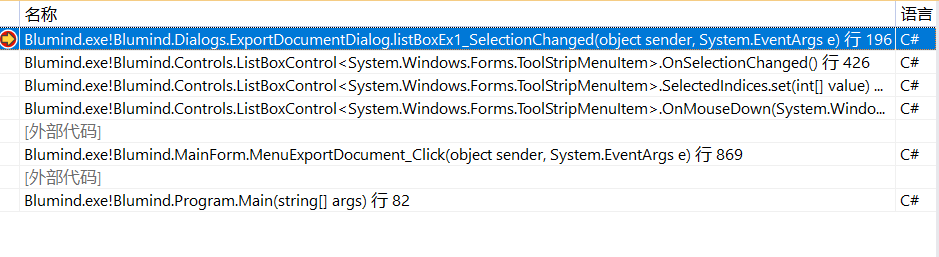 名称 语言
Blumind.exe!Blumind.Dialogs.ExportDocumentDialog.listBoxEx1_SelectionChanged(object sender, System.EventArgs e) 行 196 C#
Blumind.exe!Blumind.Controls.ListBoxControl<System.Windows.Forms.ToolStripMenuItem>.OnSelectionChanged() 行 426 C#
Blumind.exe!Blumind.Controls.ListBoxControl<System.Windows.Forms.ToolStripMenuItem>.SelectedIndices.set(int[] value) ... C#
Blumind.exe!Blumind.Controls.ListBoxControl<System.Windows.Forms.ToolStripMenuItem>.OnMouseDown(System.Windo... C#
[外部代码]
Blumind.exe!Blumind.MainForm.MenuExportDocument_Click(object sender, System.EventArgs e) 行 869 C#
[外部代码]
Blumind.exe!Blumind.Program.Main(string[] args) 行 82 C#